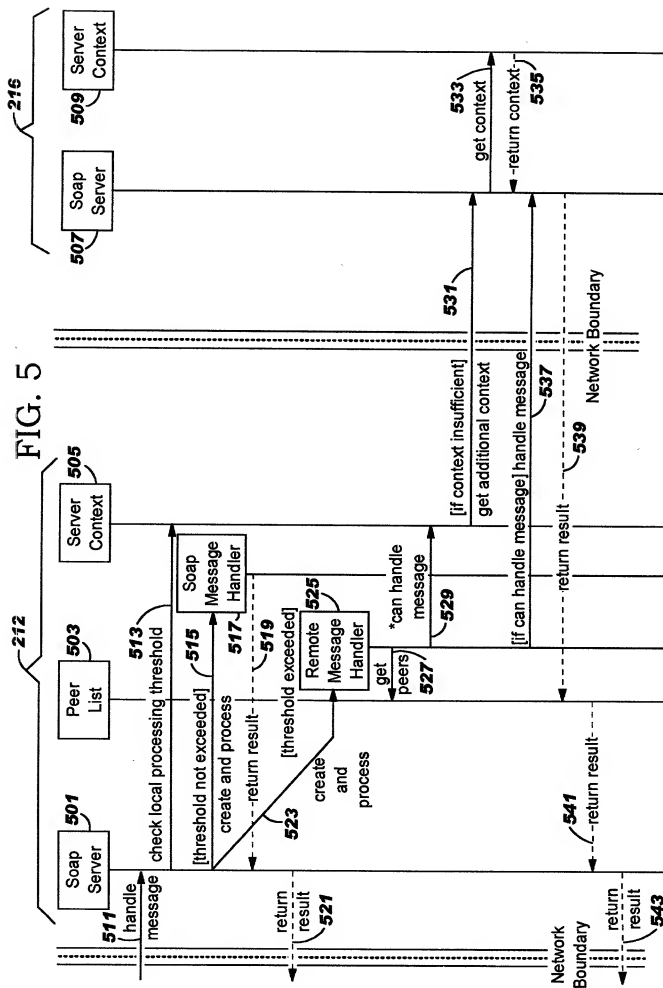 FIG. 5
212
216
501
Soap
Server
503
Peer
List
505
Server
Context
507
Soap
Server
509
Server
Context
511
handle
message
check local processing threshold
513
[threshold not exceeded]
515
create and process
Soap
Message
Handler
517
return result
519
[threshold exceeded]
523
create
and
process
Remote
Message
Handler
525
return
result
521
get
peers
527
*can handle
message
529
[if context insufficient]
get additional context
531
get context
533
return context
535
[if can handle message] handle message
537
return result
539
return result
541
return
result
543
Network
Boundary
Network Boundary